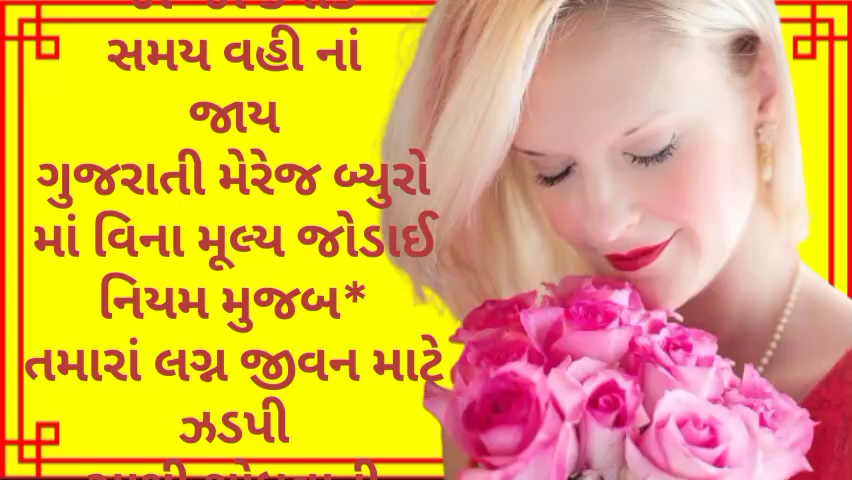 સમય વહી નાં
જાય
ગુજરાતી મેરેજ બ્યુરો
માં વિના મૂલ્ય જોડાઈ
નિયમ મુજબ*
તમારાં લગ્ન જીવન માટે
ઝડપી